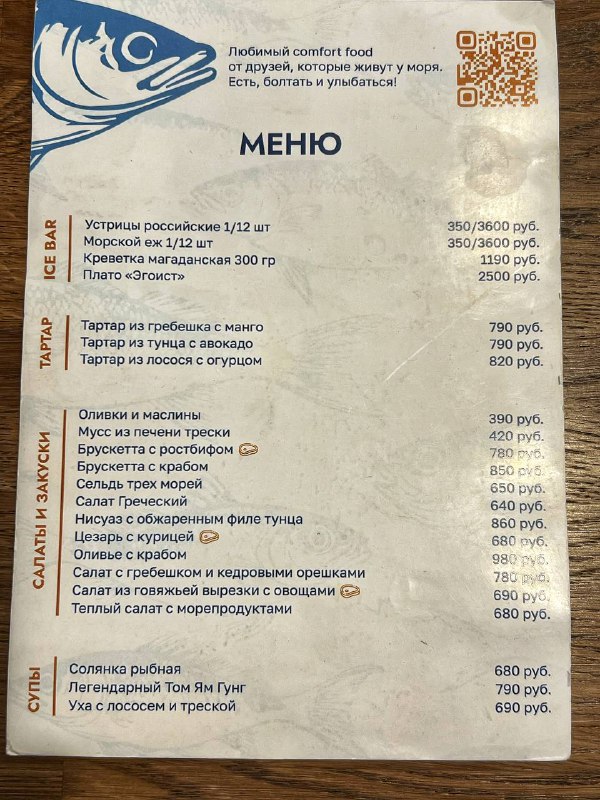 Любимый comfort food
от друзей, которые живут у моря.
Есть, болтать и улыбаться!
МЕНЮ
ICE BAR
Устрицы российские 1/12 шт 350/3600 руб.
Морской еж 1/12 шт 350/3600 руб.
Креветка магаданская 300 гр 1190 руб.
Плато «Эгоист» 2500 руб.
ТАРТАР
Тартар из гребешка с манго 790 руб.
Тартар из тунца с авокадо 790 руб.
Тартар из лосося с огурцом 820 руб.
САЛАТЫ И ЗАКУСКИ
Оливки и маслины 390 руб.
Мусс из печени трески 420 руб.
Брускетта с ростбифом 780 руб.
Брускетта с крабом 850 руб.
Сельдь трех морей 650 руб.
Салат Греческий 640 руб.
Нисуаз с обжаренным филе тунца 860 руб.
Цезарь с курицей 680 руб.
Оливье с крабом 980 руб.
Салат с гребешком и кедровыми орешками 780 руб.
Салат из говяжьей вырезки с овощами 690 руб.
Теплый салат с морепродуктами 680 руб.
СУПЫ
Солянка рыбная 680 руб.
Легендарный Том Ям Гунг 790 руб.
Уха с лососем и треской 690 руб.